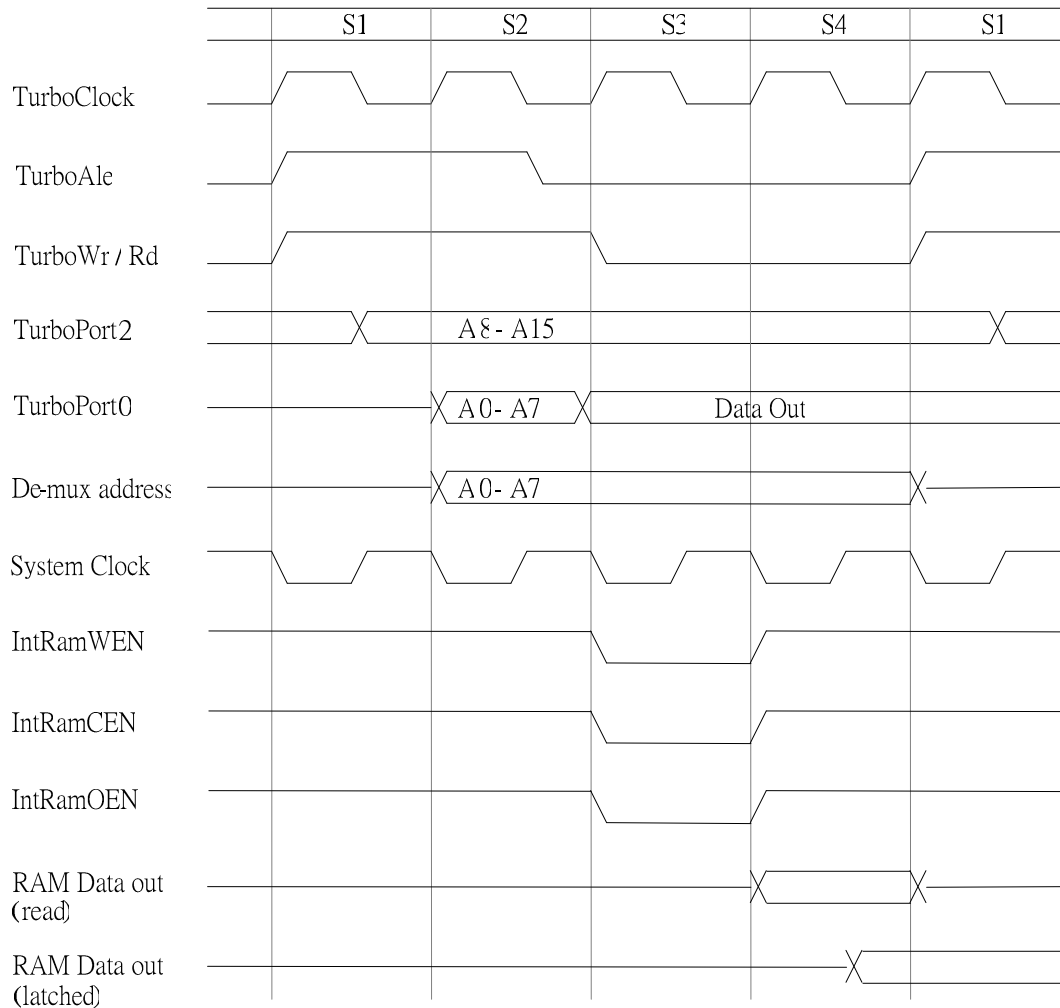 S1 S2 S3 S4 S1
TurboClock
TurboAle
TurboWr / Rd
TurboPort2 A8 - A15
TurboPort0 A0 - A7 Data Out
De-mux address A0 - A7
System Clock
IntRamWEN
IntRamCEN
IntRamOEN
RAM Data out
(read)
RAM Data out
(latched)